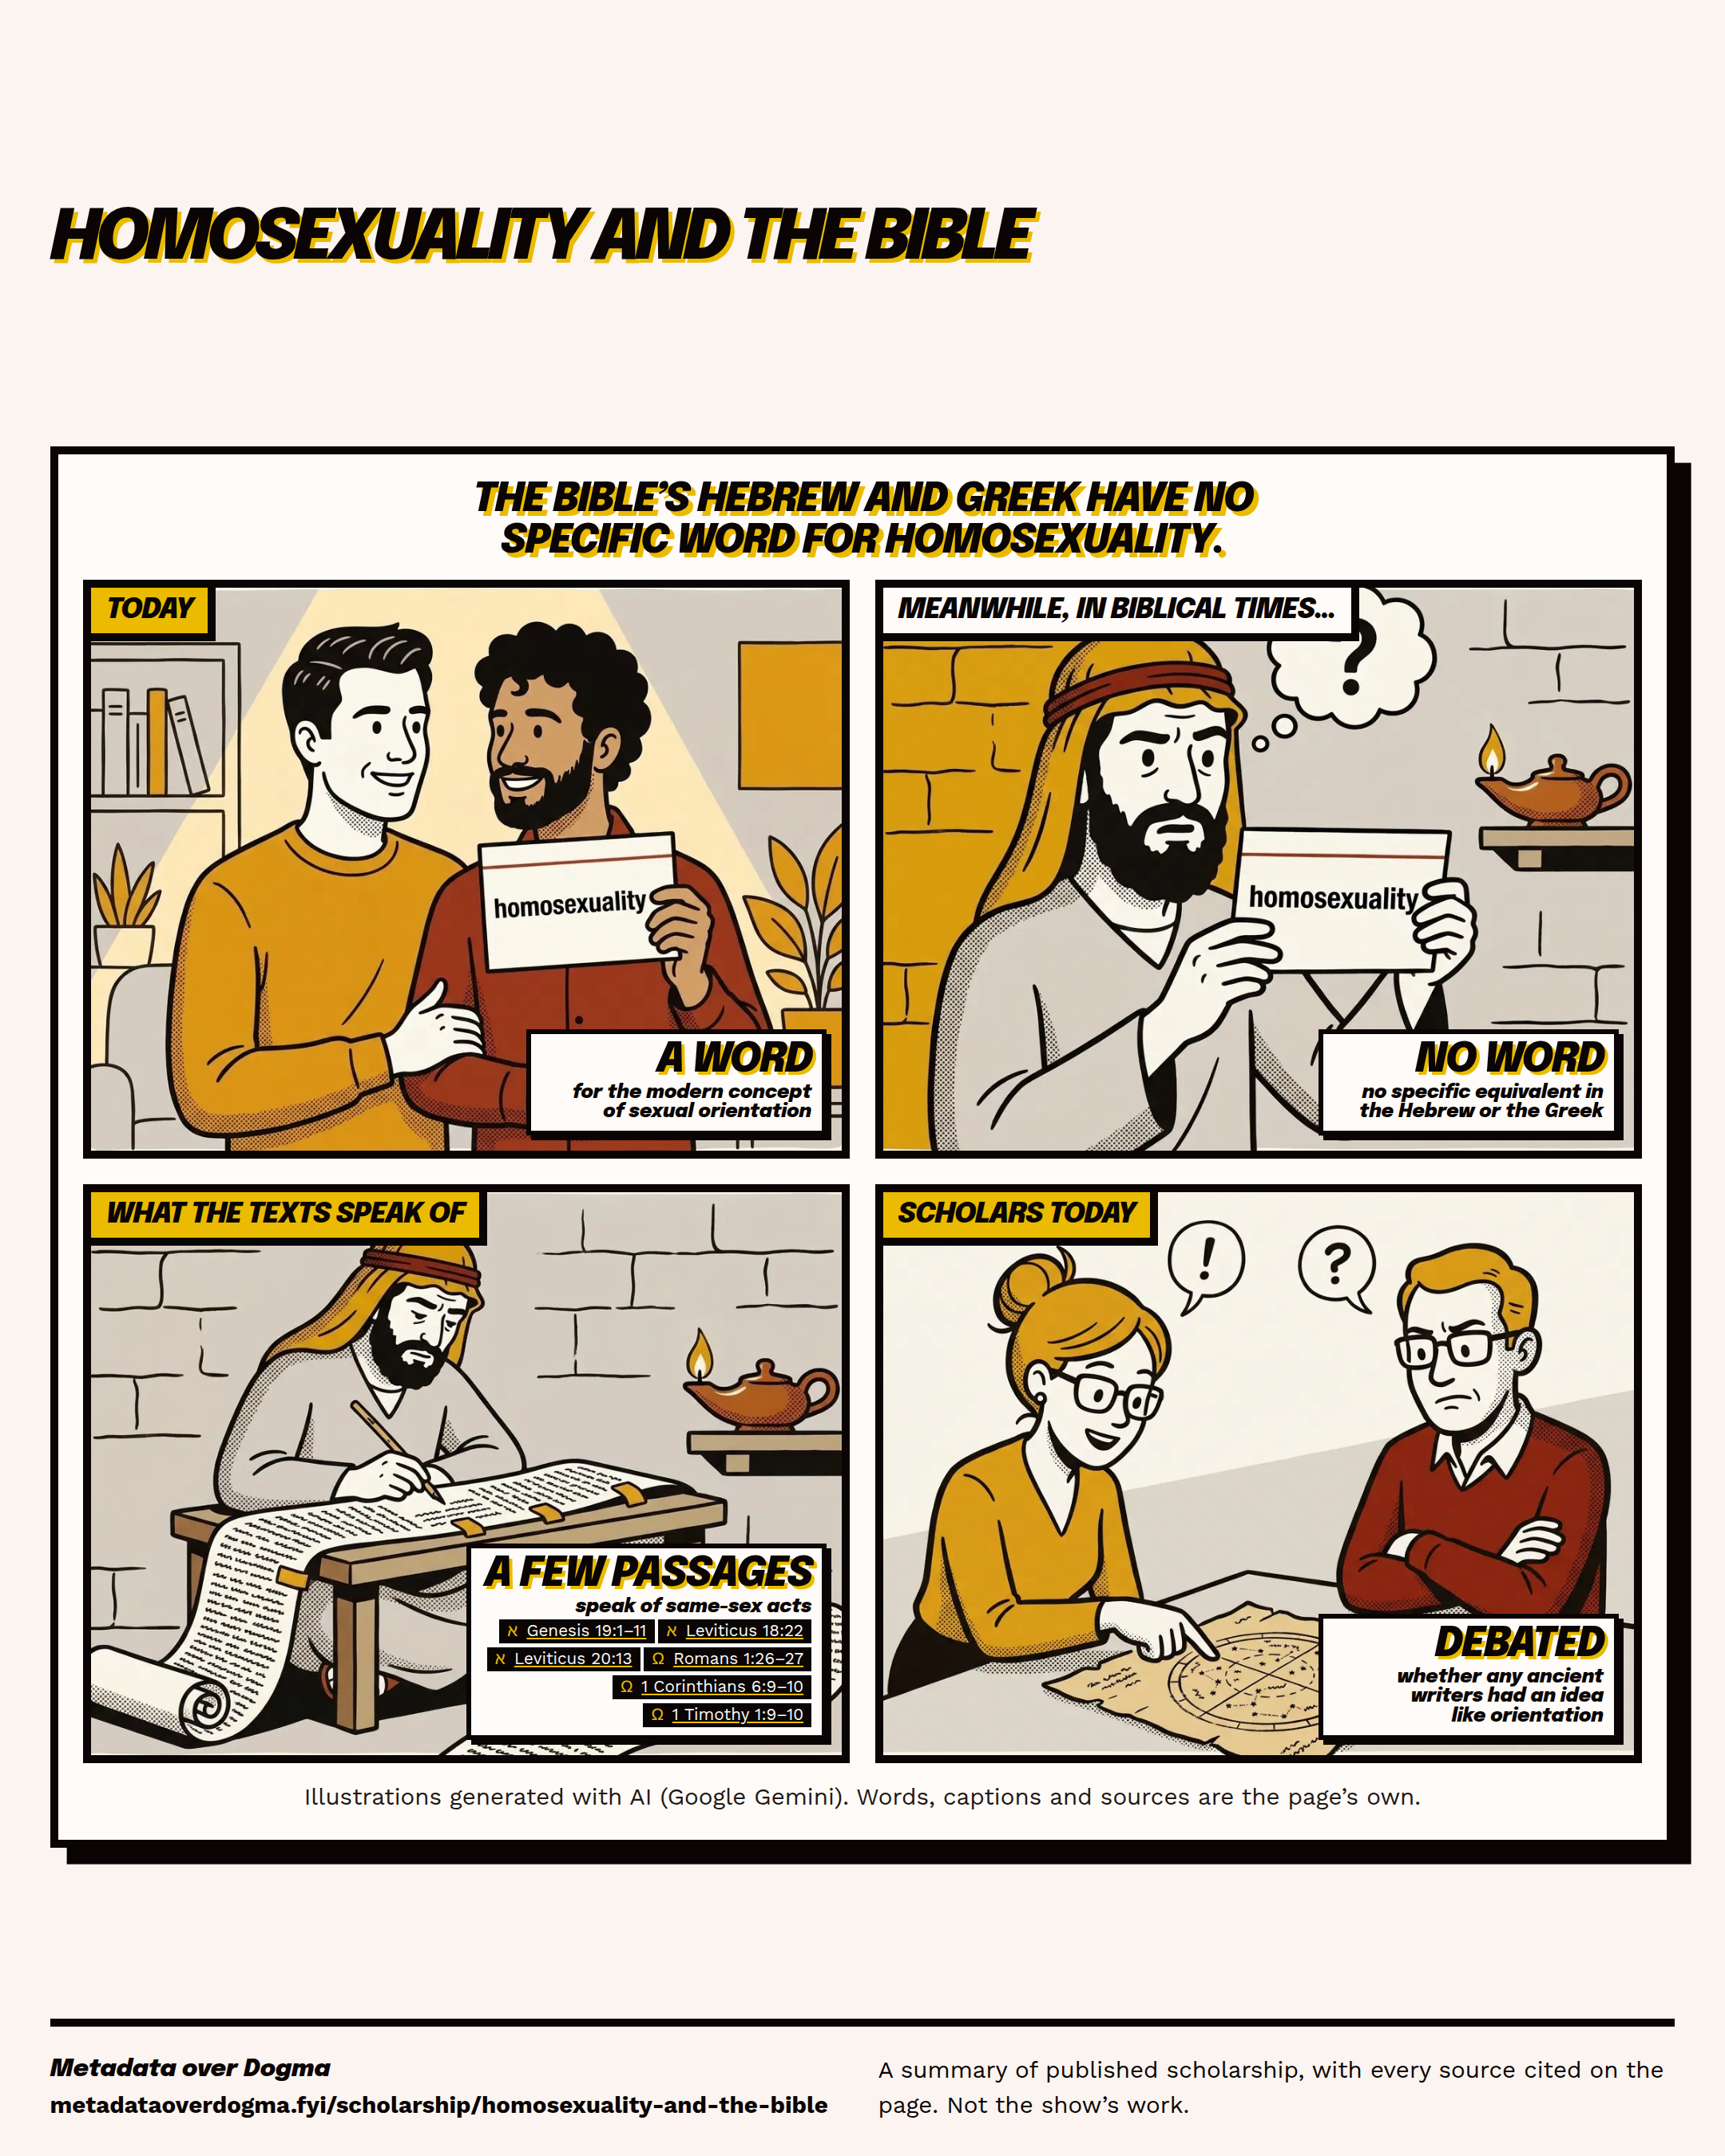 HOMOSEXUALITY AND THE BIBLE
THE BIBLE’S HEBREW AND GREEK HAVE NO
SPECIFIC WORD FOR HOMOSEXUALITY.
TODAY
homosexuality
A WORD
for the modern concept
of sexual orientation
MEANWHILE, IN BIBLICAL TIMES…
?
homosexuality
NO WORD
no specific equivalent in
the Hebrew or the Greek
WHAT THE TEXTS SPEAK OF
A FEW PASSAGES
speak of same-sex acts
א Genesis 19:1–11 א Leviticus 18:22
א Leviticus 20:13 Ω Romans 1:26–27
Ω 1 Corinthians 6:9–10
Ω 1 Timothy 1:9–10
SCHOLARS TODAY
! ?
DEBATED
whether any ancient
writers had an idea
like orientation
Illustrations generated with AI (Google Gemini). Words, captions and sources are the page’s own.
Metadata over Dogma
metadataoverdogma.fyi/scholarship/homosexuality-and-the-bible
A summary of published scholarship, with every source cited on the
page. Not the show’s work.